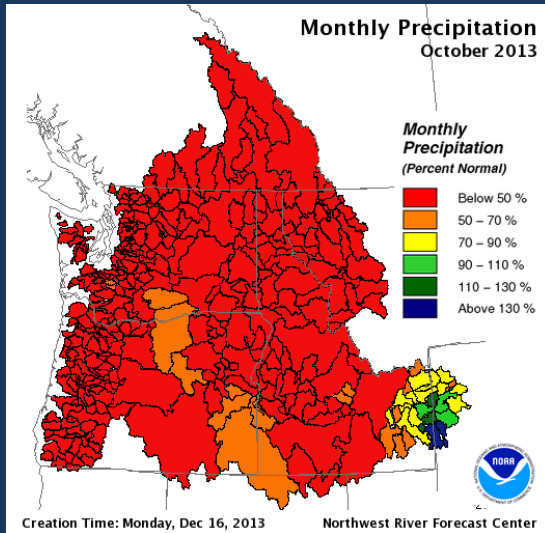 Monthly Precipitation
October 2013
Monthly
Precipitation
(Percent Normal)
Below 50 %
50 – 70 %
70 – 90 %
90 – 110 %
110 – 130 %
Above 130 %
NOAA
Creation Time: Monday, Dec 16, 2013
Northwest River Forecast Center